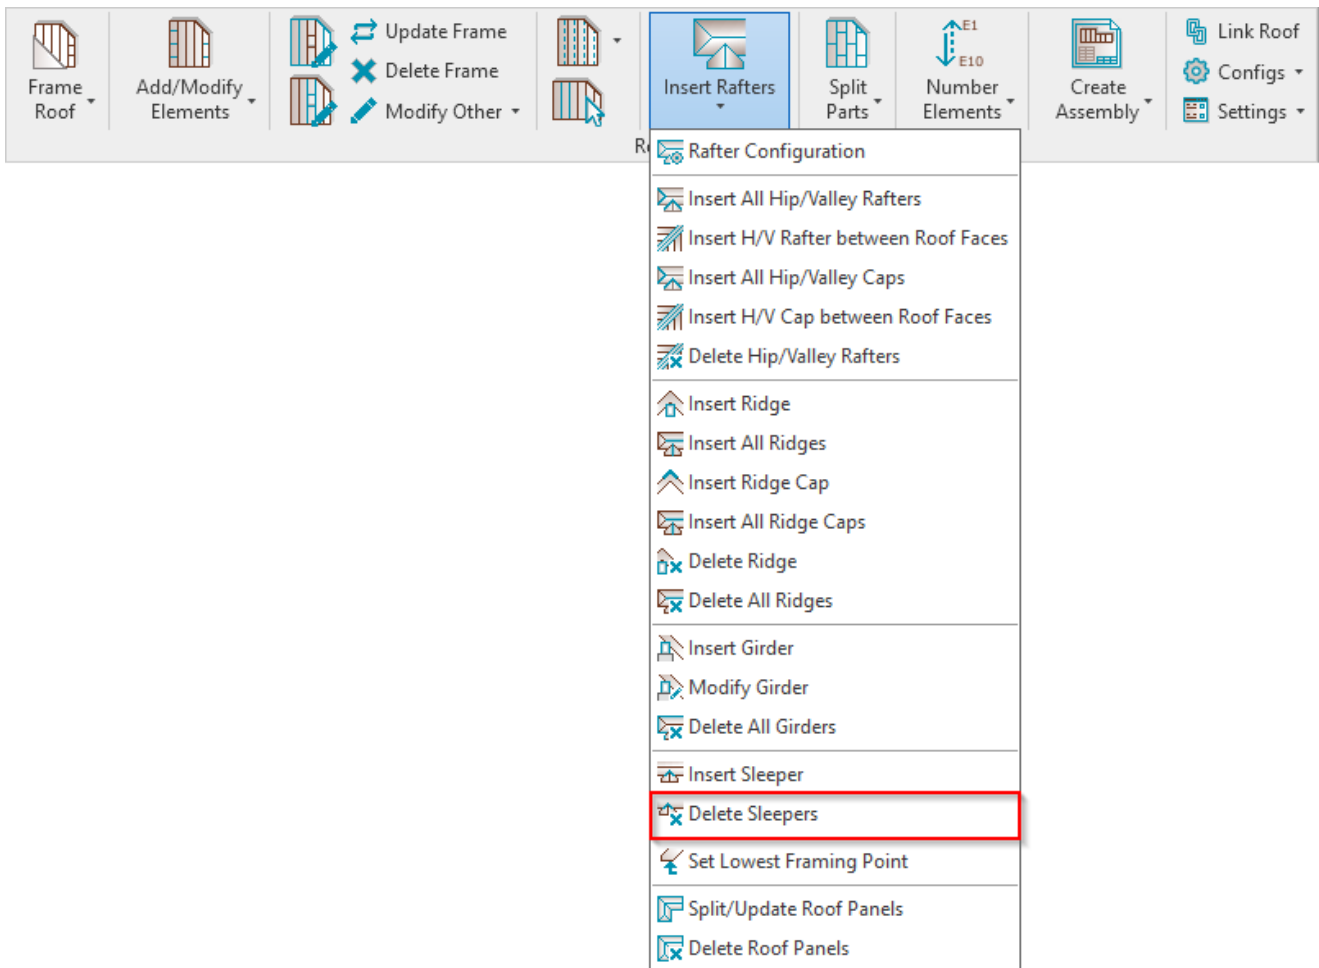 Frame
Roof
Add/Modify
Elements
Update Frame
Delete Frame
Modify Other
Insert Rafters
Split
Parts
E1
E10
Number
Elements
Create
Assembly
Link Roof
Configs
Settings
Rafter Configuration
Insert All Hip/Valley Rafters
Insert H/V Rafter between Roof Faces
Insert All Hip/Valley Caps
Insert H/V Cap between Roof Faces
Delete Hip/Valley Rafters
Insert Ridge
Insert All Ridges
Insert Ridge Cap
Insert All Ridge Caps
Delete Ridge
Delete All Ridges
Insert Girder
Modify Girder
Delete All Girders
Insert Sleeper
Delete Sleepers
Set Lowest Framing Point
Split/Update Roof Panels
Delete Roof Panels